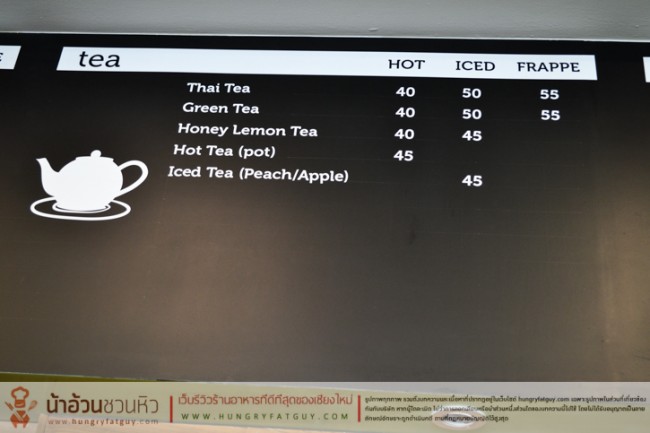 E
tea HOT ICED FRAPPE
Thai Tea 40 50 55
Green Tea 40 50 55
Honey Lemon Tea 40 45
Hot Tea (pot) 45
Iced Tea (Peach/Apple) 45
น้าอ้วนชวนหิว
www.hungryfatguy.com
เว็บรีวิวร้านอาหารที่ดีที่สุดของเชียงใหม่
WWW.HUNGRYFATGUY.COM